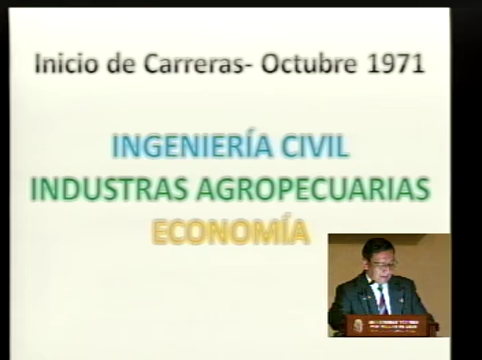 Inicio de Carreras- Octubre 1971
INGENIERÍA CIVIL
INDUSTRAS AGROPECUARIAS
ECONOMÍA